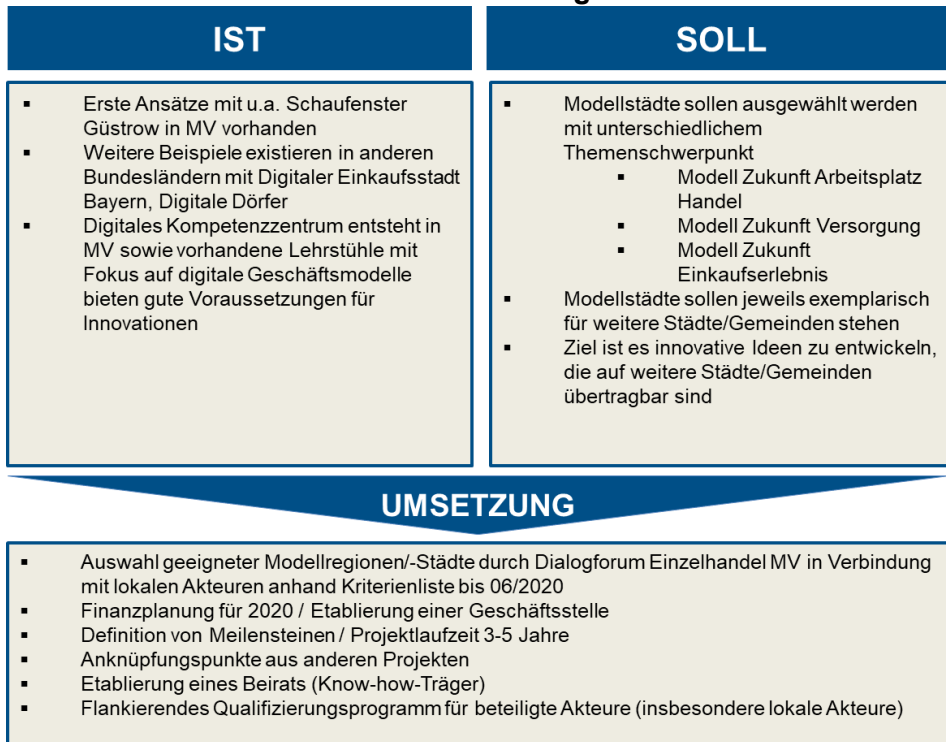 IST
Erste Ansätze mit u.a. Schaufenster
Güstrow in MV vorhanden
Weitere Beispiele existieren in anderen
Bundesländern mit Digitaler Einkaufsstadt
Bayern, Digitale Dörfer
Digitales Kompetenzzentrum entsteht in
MV sowie vorhandene Lehrstühle mit
Fokus auf digitale Geschäftsmodelle
bieten gute Voraussetzungen für
Innovationen
SOLL
Modellstädte sollen ausgewählt werden
mit unterschiedlichem
Themenschwerpunkt
Modell Zukunft Arbeitsplatz
Handel
Modell Zukunft Versorgung
Modell Zukunft
Einkaufserlebnis
Modellstädte sollen jeweils exemplarisch
für weitere Städte/Gemeinden stehen
Ziel ist es innovative Ideen zu entwickeln,
die auf weitere Städte/Gemeinden
übertragbar sind
UMSETZUNG
Auswahl geeigneter Modellregionen/-Städte durch Dialogforum Einzelhandel MV in Verbindung
mit lokalen Akteuren anhand Kriterienliste bis 06/2020
Finanzplanung für 2020 / Etablierung einer Geschäftsstelle
Definition von Meilensteinen / Projektlaufzeit 3-5 Jahre
Anknüpfungspunkte aus anderen Projekten
Etablierung eines Beirats (Know-how-Träger)
Flankierendes Qualifizierungsprogramm für beteiligte Akteure (insbesondere lokale Akteure)